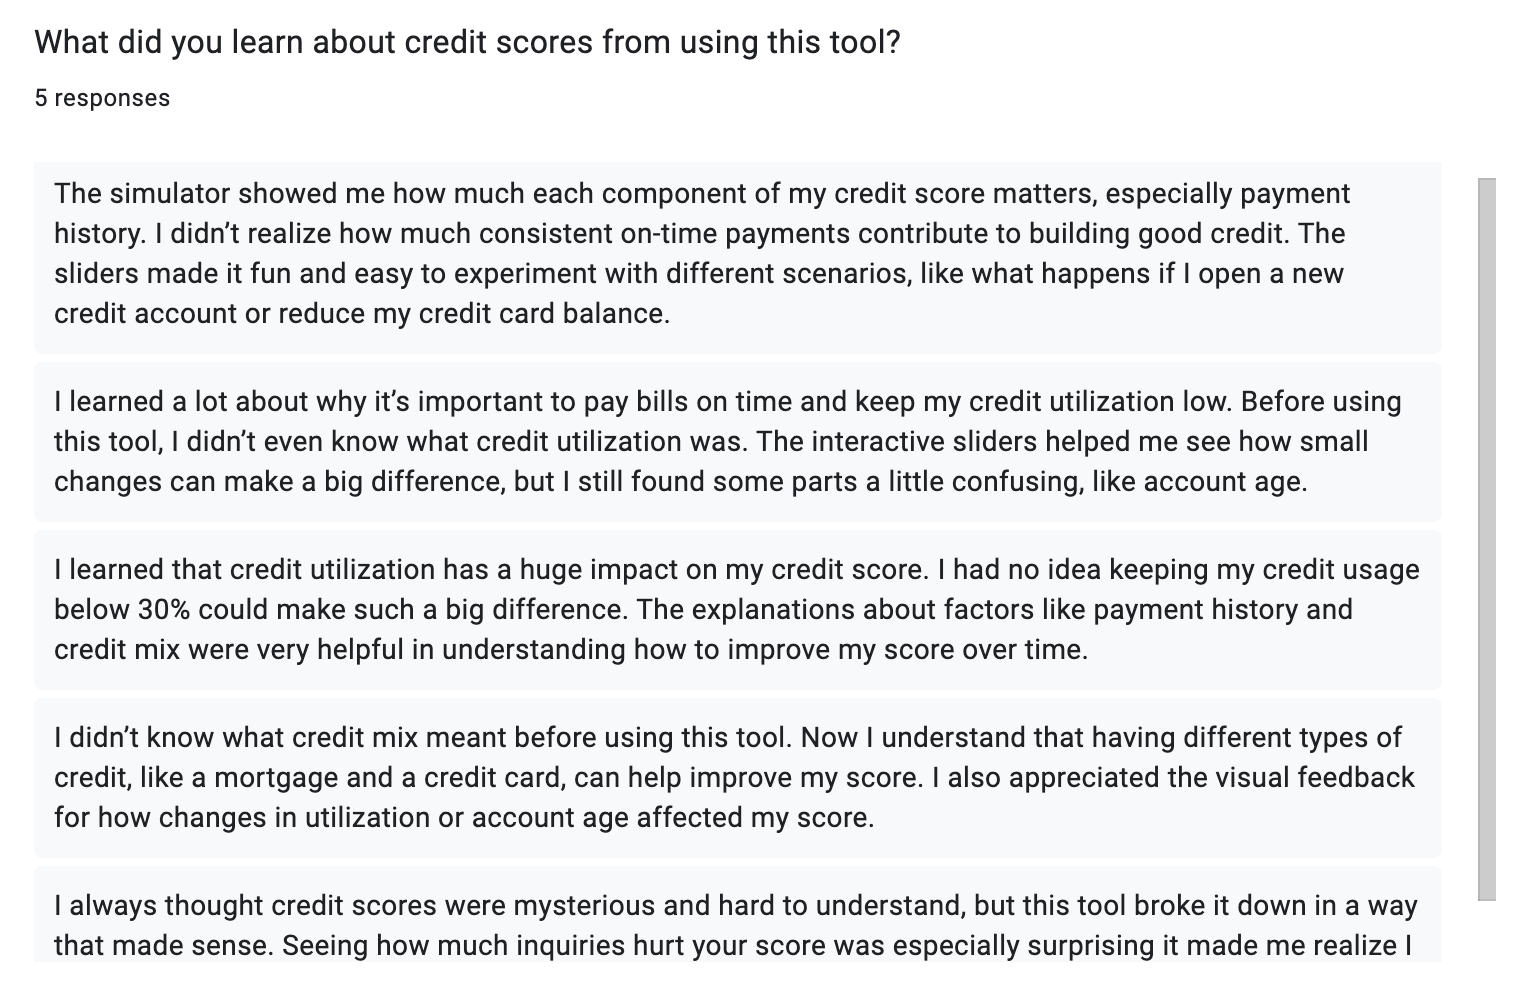 What did you learn about credit scores from using this tool?
5 responses
The simulator showed me how much each component of my credit score matters, especially payment
history. I didn’t realize how much consistent on-time payments contribute to building good credit. The
sliders made it fun and easy to experiment with different scenarios, like what happens if I open a new
credit account or reduce my credit card balance.
I learned a lot about why it’s important to pay bills on time and keep my credit utilization low. Before using
this tool, I didn’t even know what credit utilization was. The interactive sliders helped me see how small
changes can make a big difference, but I still found some parts a little confusing, like account age.
I learned that credit utilization has a huge impact on my credit score. I had no idea keeping my credit usage
below 30% could make such a big difference. The explanations about factors like payment history and
credit mix were very helpful in understanding how to improve my score over time.
I didn’t know what credit mix meant before using this tool. Now I understand that having different types of
credit, like a mortgage and a credit card, can help improve my score. I also appreciated the visual feedback
for how changes in utilization or account age affected my score.
I always thought credit scores were mysterious and hard to understand, but this tool broke it down in a way
that made sense. Seeing how much inquiries hurt your score was especially surprising it made me realize I